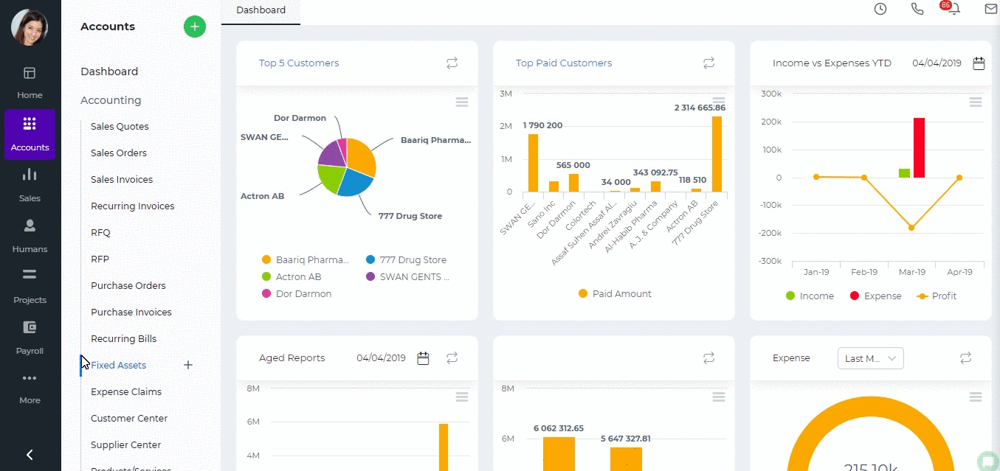 Home
Accounts
Sales
Humans
Projects
Payroll
More
Accounts
Dashboard
Accounting
Sales Quotes
Sales Orders
Sales Invoices
Recurring Invoices
RFQ
RFP
Purchase Orders
Purchase Invoices
Recurring Bills
Fixed Assets
Expense Claims
Customer Center
Supplier Center
Products/Services
Dashboard
86
Top 5 Customers
Dor Darmon
SWAN GE...
Baariq Pharma...
Actron AB
777 Drug Store
Baariq Pharma... 777 Drug Store
Actron AB SWAN GENTS ...
Dor Darmon
Top Paid Customers
3M
2M
1M
0
1 790 200
565 000
34 000
343 092.75
118 510
2 314 665.86
SWAN GE...
Sano Inc
Dor Darmon
Colortech
Assaf Suhen Assaf Al...
Andrei Zavragiu
Al-Habib Pharma
A. J. & Company
Actron AB
777 Drug Store
Paid Amount
Income vs Expenses YTD 04/04/2019
300k
200k
100k
0
-100k
-200k
-300k
Jan-19 Feb-19 Mar-19 Apr-19
Income Expense Profit
Aged Reports 04/04/2019
8M
6M
4M
8M
6M
6 062 312.65
5 647 327.81
Expense Last M...
215.10k